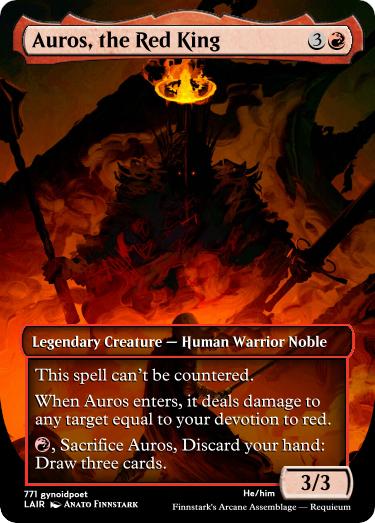 Auros, the Red King 3
Legendary Creature — Human Warrior Noble
This spell can't be countered.
When Auros enters, it deals damage to
any target equal to your devotion to red.
, Sacrifice Auros, Discard your hand:
Draw three cards.
3/3
771 gynoidpoet He/him
LAIR Anato Finnstark Finnstark's Arcane Assemblage — Requieum